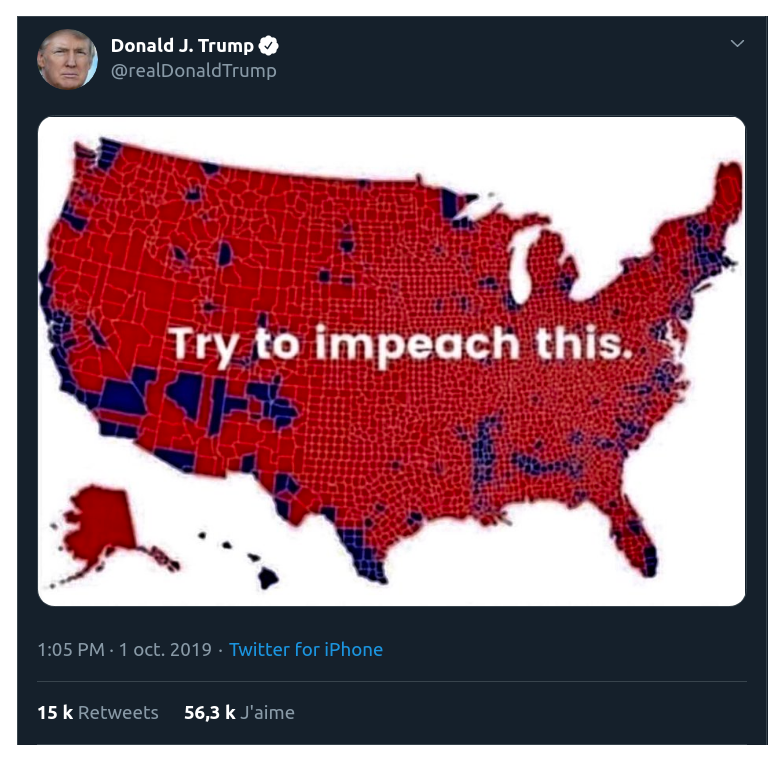 Donald J. Trump
@realDonaldTrump
Try to impeach this.
1:05 PM · 1 oct. 2019 · Twitter for iPhone
15 k Retweets 56,3 k J'aime